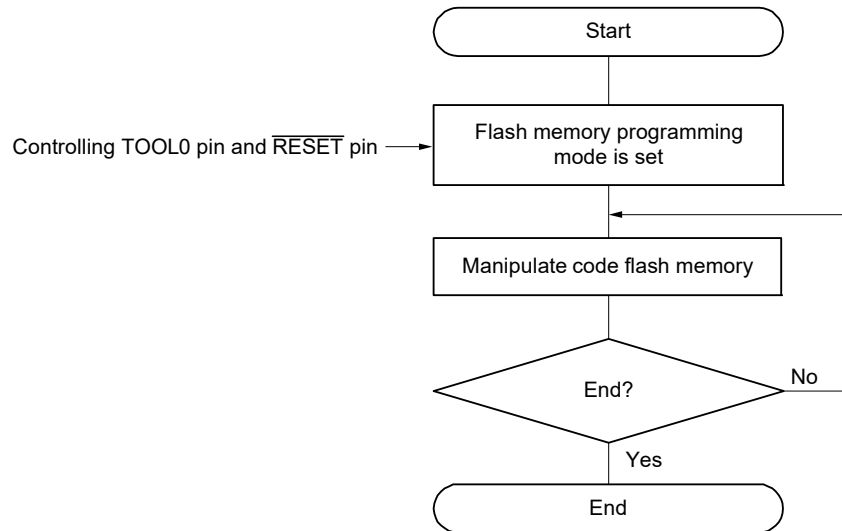 Start
Controlling TOOL0 pin and RESET pin
Flash memory programming
mode is set
Manipulate code flash memory
End?
No
Yes
End